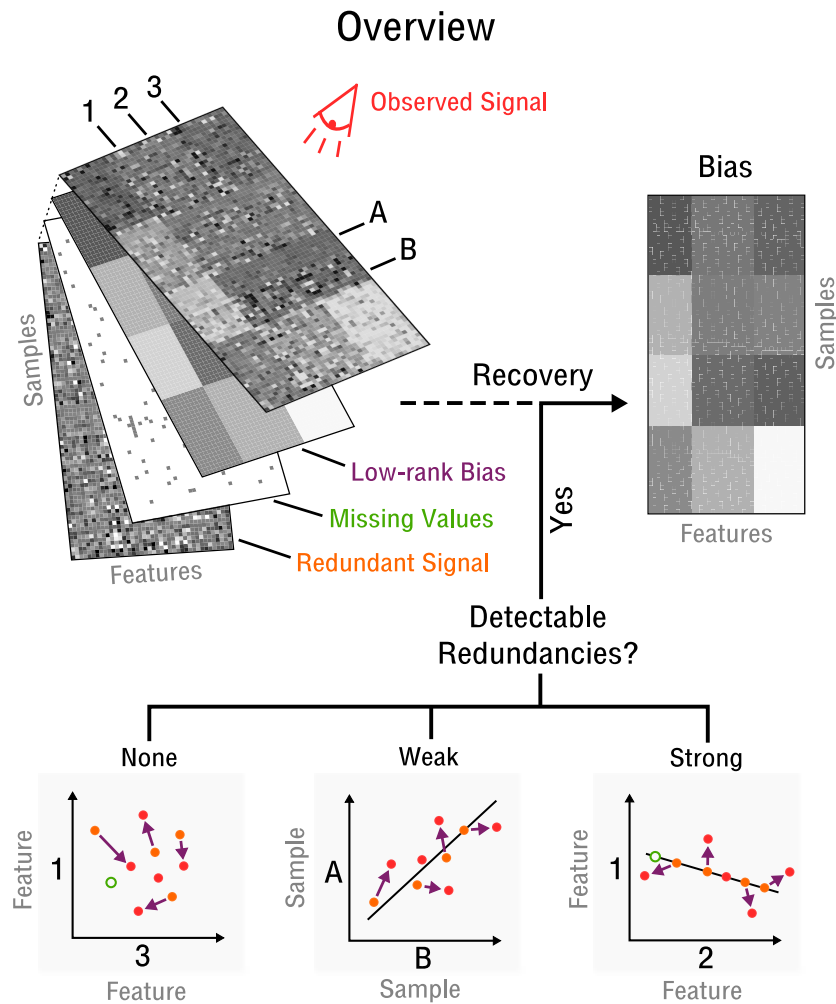 Overview
1 2 3
Observed Signal
A
B
Samples
Features
Low-rank Bias
Missing Values
Redundant Signal
Recovery
Bias
Samples
Features
Yes
Detectable
Redundancies?
None
Weak
Strong
Feature
1
3
Feature
Sample
A
B
Sample
Feature
1
2
Feature